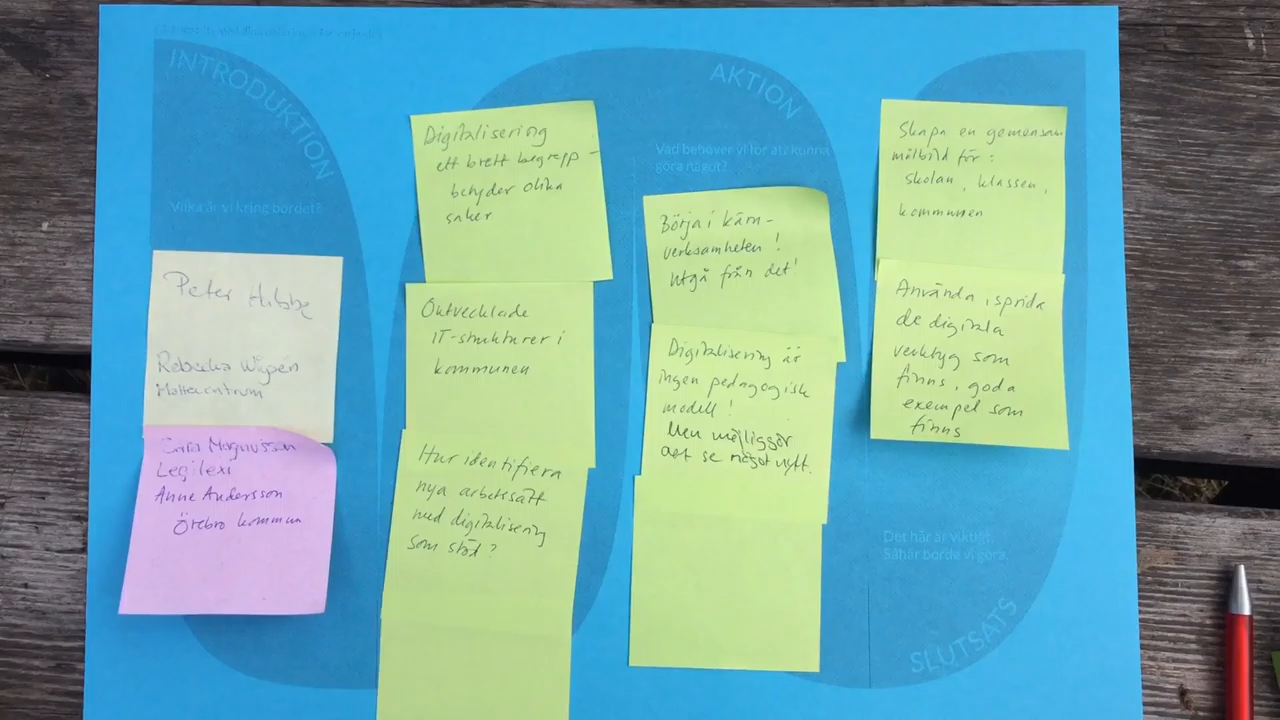 INTRODUKTION
Vilka är vi kring bordet?
Peter
Rebecka
Mattecentrum
Magnusson
Legilexi
Anne Andersson
Örebro kommun
Digitalisering
ett brett begrepp –
betyder olika
saker
Outvecklade
IT-strukturer i
kommunen
Hur identifiera
nya arbetssätt
med digitalisering
som stöd?
AKTION
Vad behöver vi för att kunna
göra något?
Börja i kärn-
verksamheten!
Utgå från det!
Digitalisering är
ingen pedagogisk
modell!
Men möjliggör
att se något nytt.
Skapa en gemensam
målbild för:
skolan, klassen,
kommunen
Använda, sprida
de digitala
verktyg som
finns, goda
exempel som
finns
Det här är viktigt.
Såhär borde vi göra.
SLUTSATS